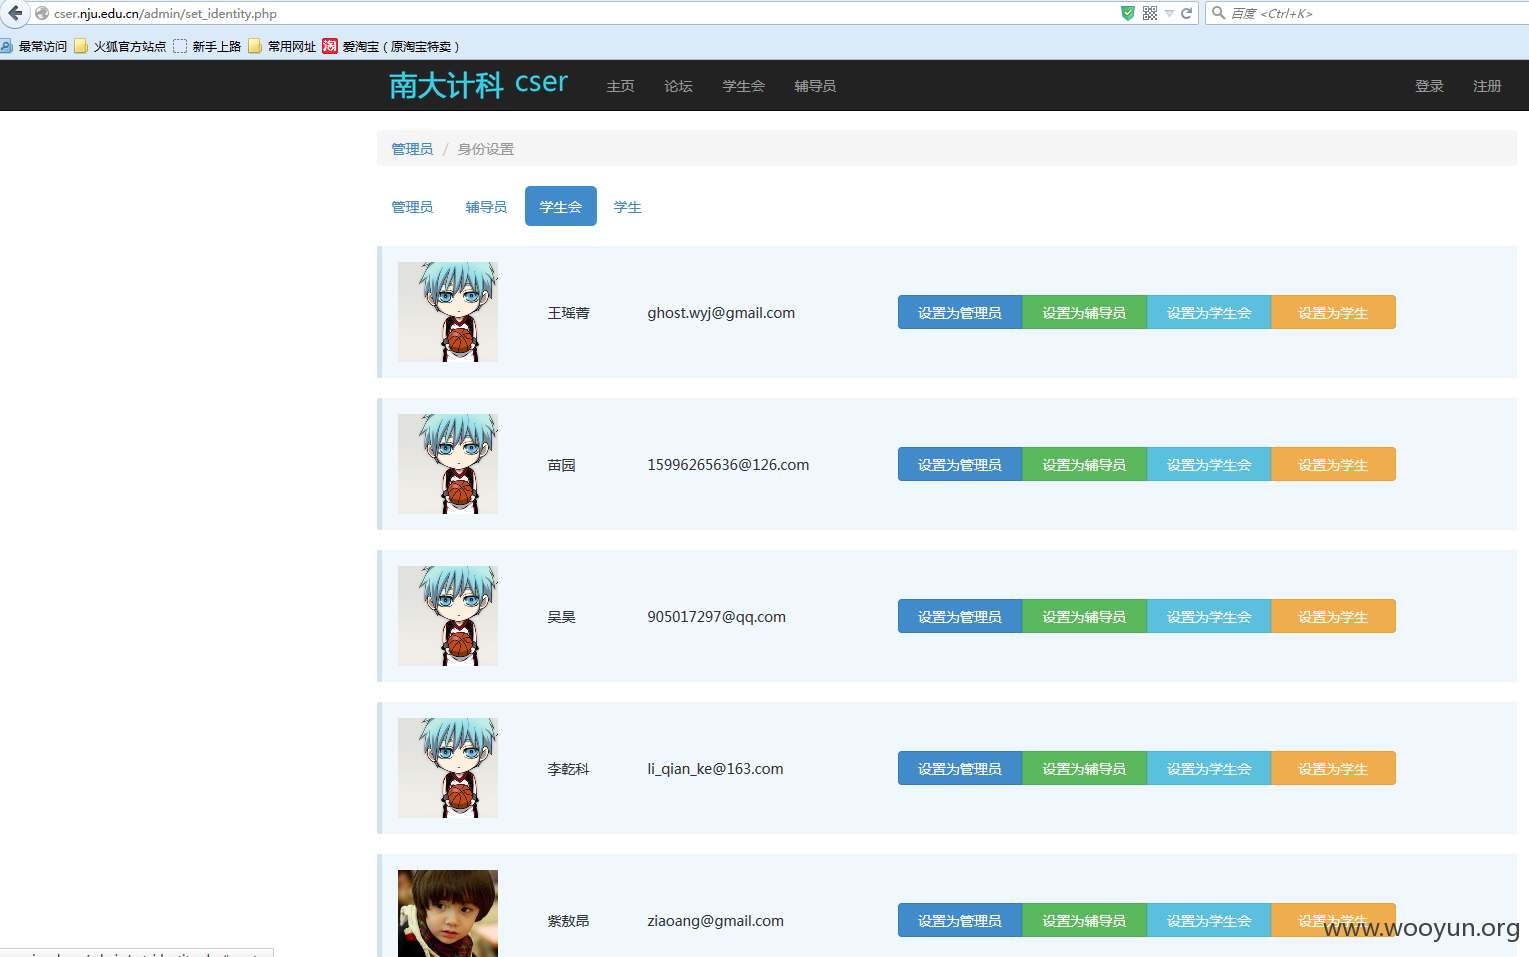 cser.nju.edu.cn/admin/set_identity.php
百度 <Ctrl+K>
最常访问 火狐官方站点 新手上路 常用网址 淘 爱淘宝（原淘宝特卖）
南大计科 cser 主页 论坛 学生会 辅导员 登录 注册
管理员 / 身份设置
管理员 辅导员 学生会 学生
王瑶菁 ghost.wyj@gmail.com 设置为管理员 设置为辅导员 设置为学生会 设置为学生
苗园 15996265636@126.com 设置为管理员 设置为辅导员 设置为学生会 设置为学生
吴昊 905017297@qq.com 设置为管理员 设置为辅导员 设置为学生会 设置为学生
李乾科 li_qian_ke@163.com 设置为管理员 设置为辅导员 设置为学生会 设置为学生
紫敖昂 ziaoang@gmail.com 设置为管理员 设置为辅导员 设置为学生会 设置为学生
www.wooyun.org